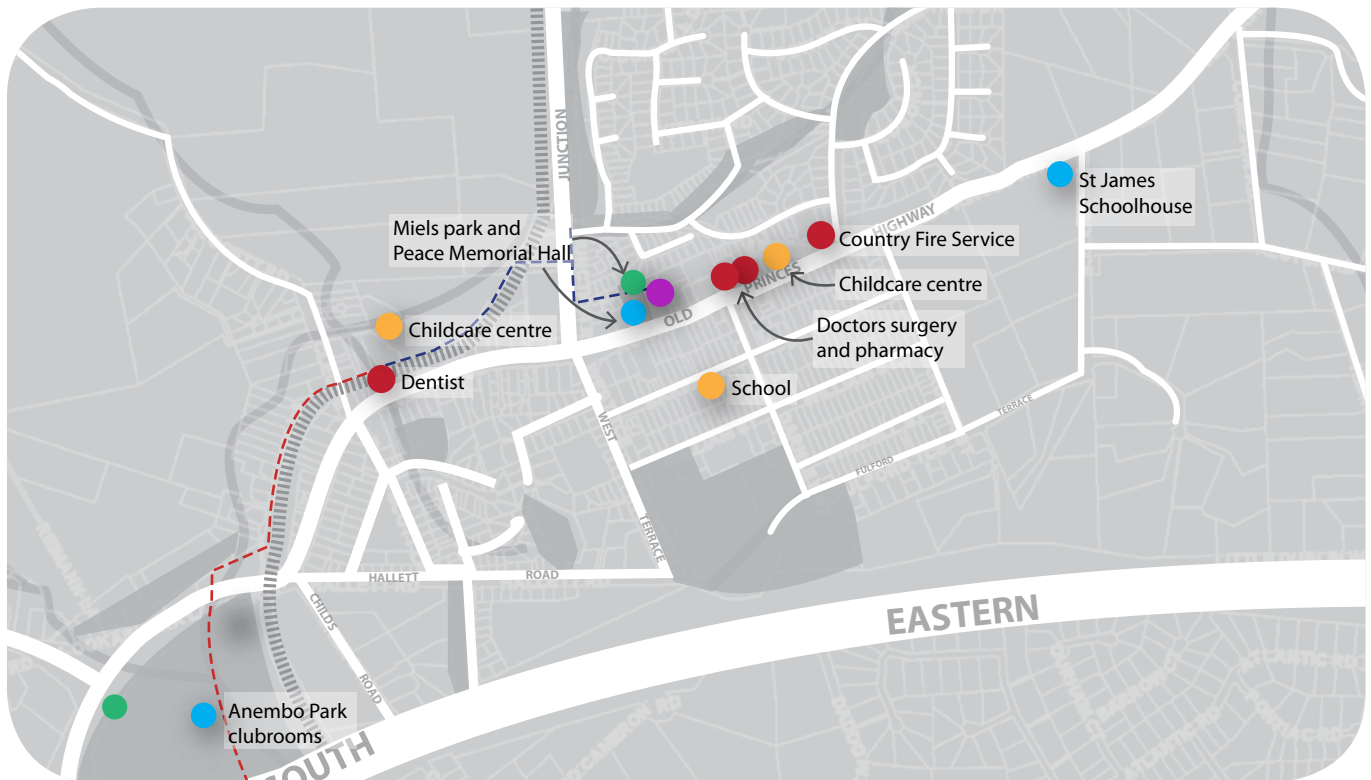 JUNCTION
St James
Schoolhouse
Miels park and
Peace Memorial Hall
HIGHWAY
Country Fire Service
PRINCES
Childcare centre
OLD
Childcare centre
Doctors surgery
and pharmacy
Dentist
School
WEST
TERRACE
FULFORD
TERRACE
HALLETT
ROAD
CHILDS
ROAD
EASTERN
Anembo Park
clubrooms
SOUTH